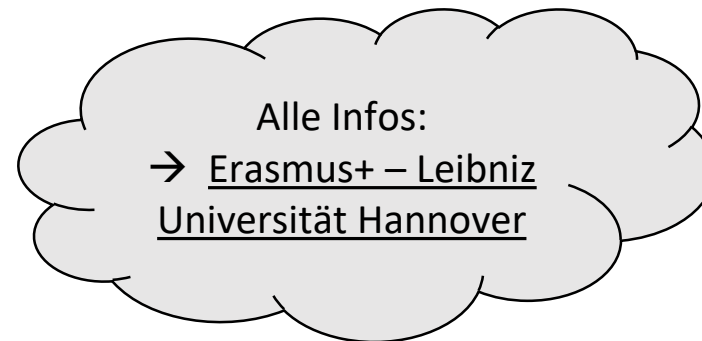 Alle Infos:
→ Erasmus+ – Leibniz
Universität Hannover